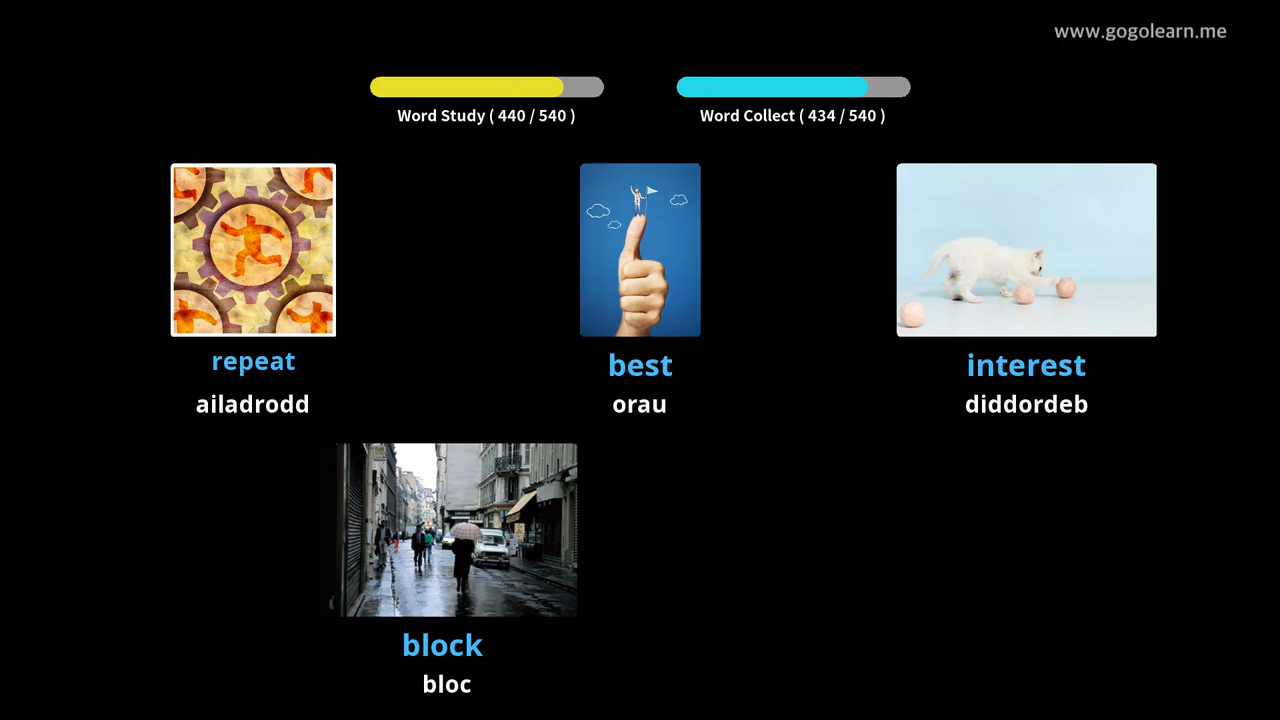 www.gogolearn.me
Word Study ( 440 / 540 )
Word Collect ( 434 / 540 )
repeat
ailadrodd
best
orau
interest
diddordeb
block
bloc